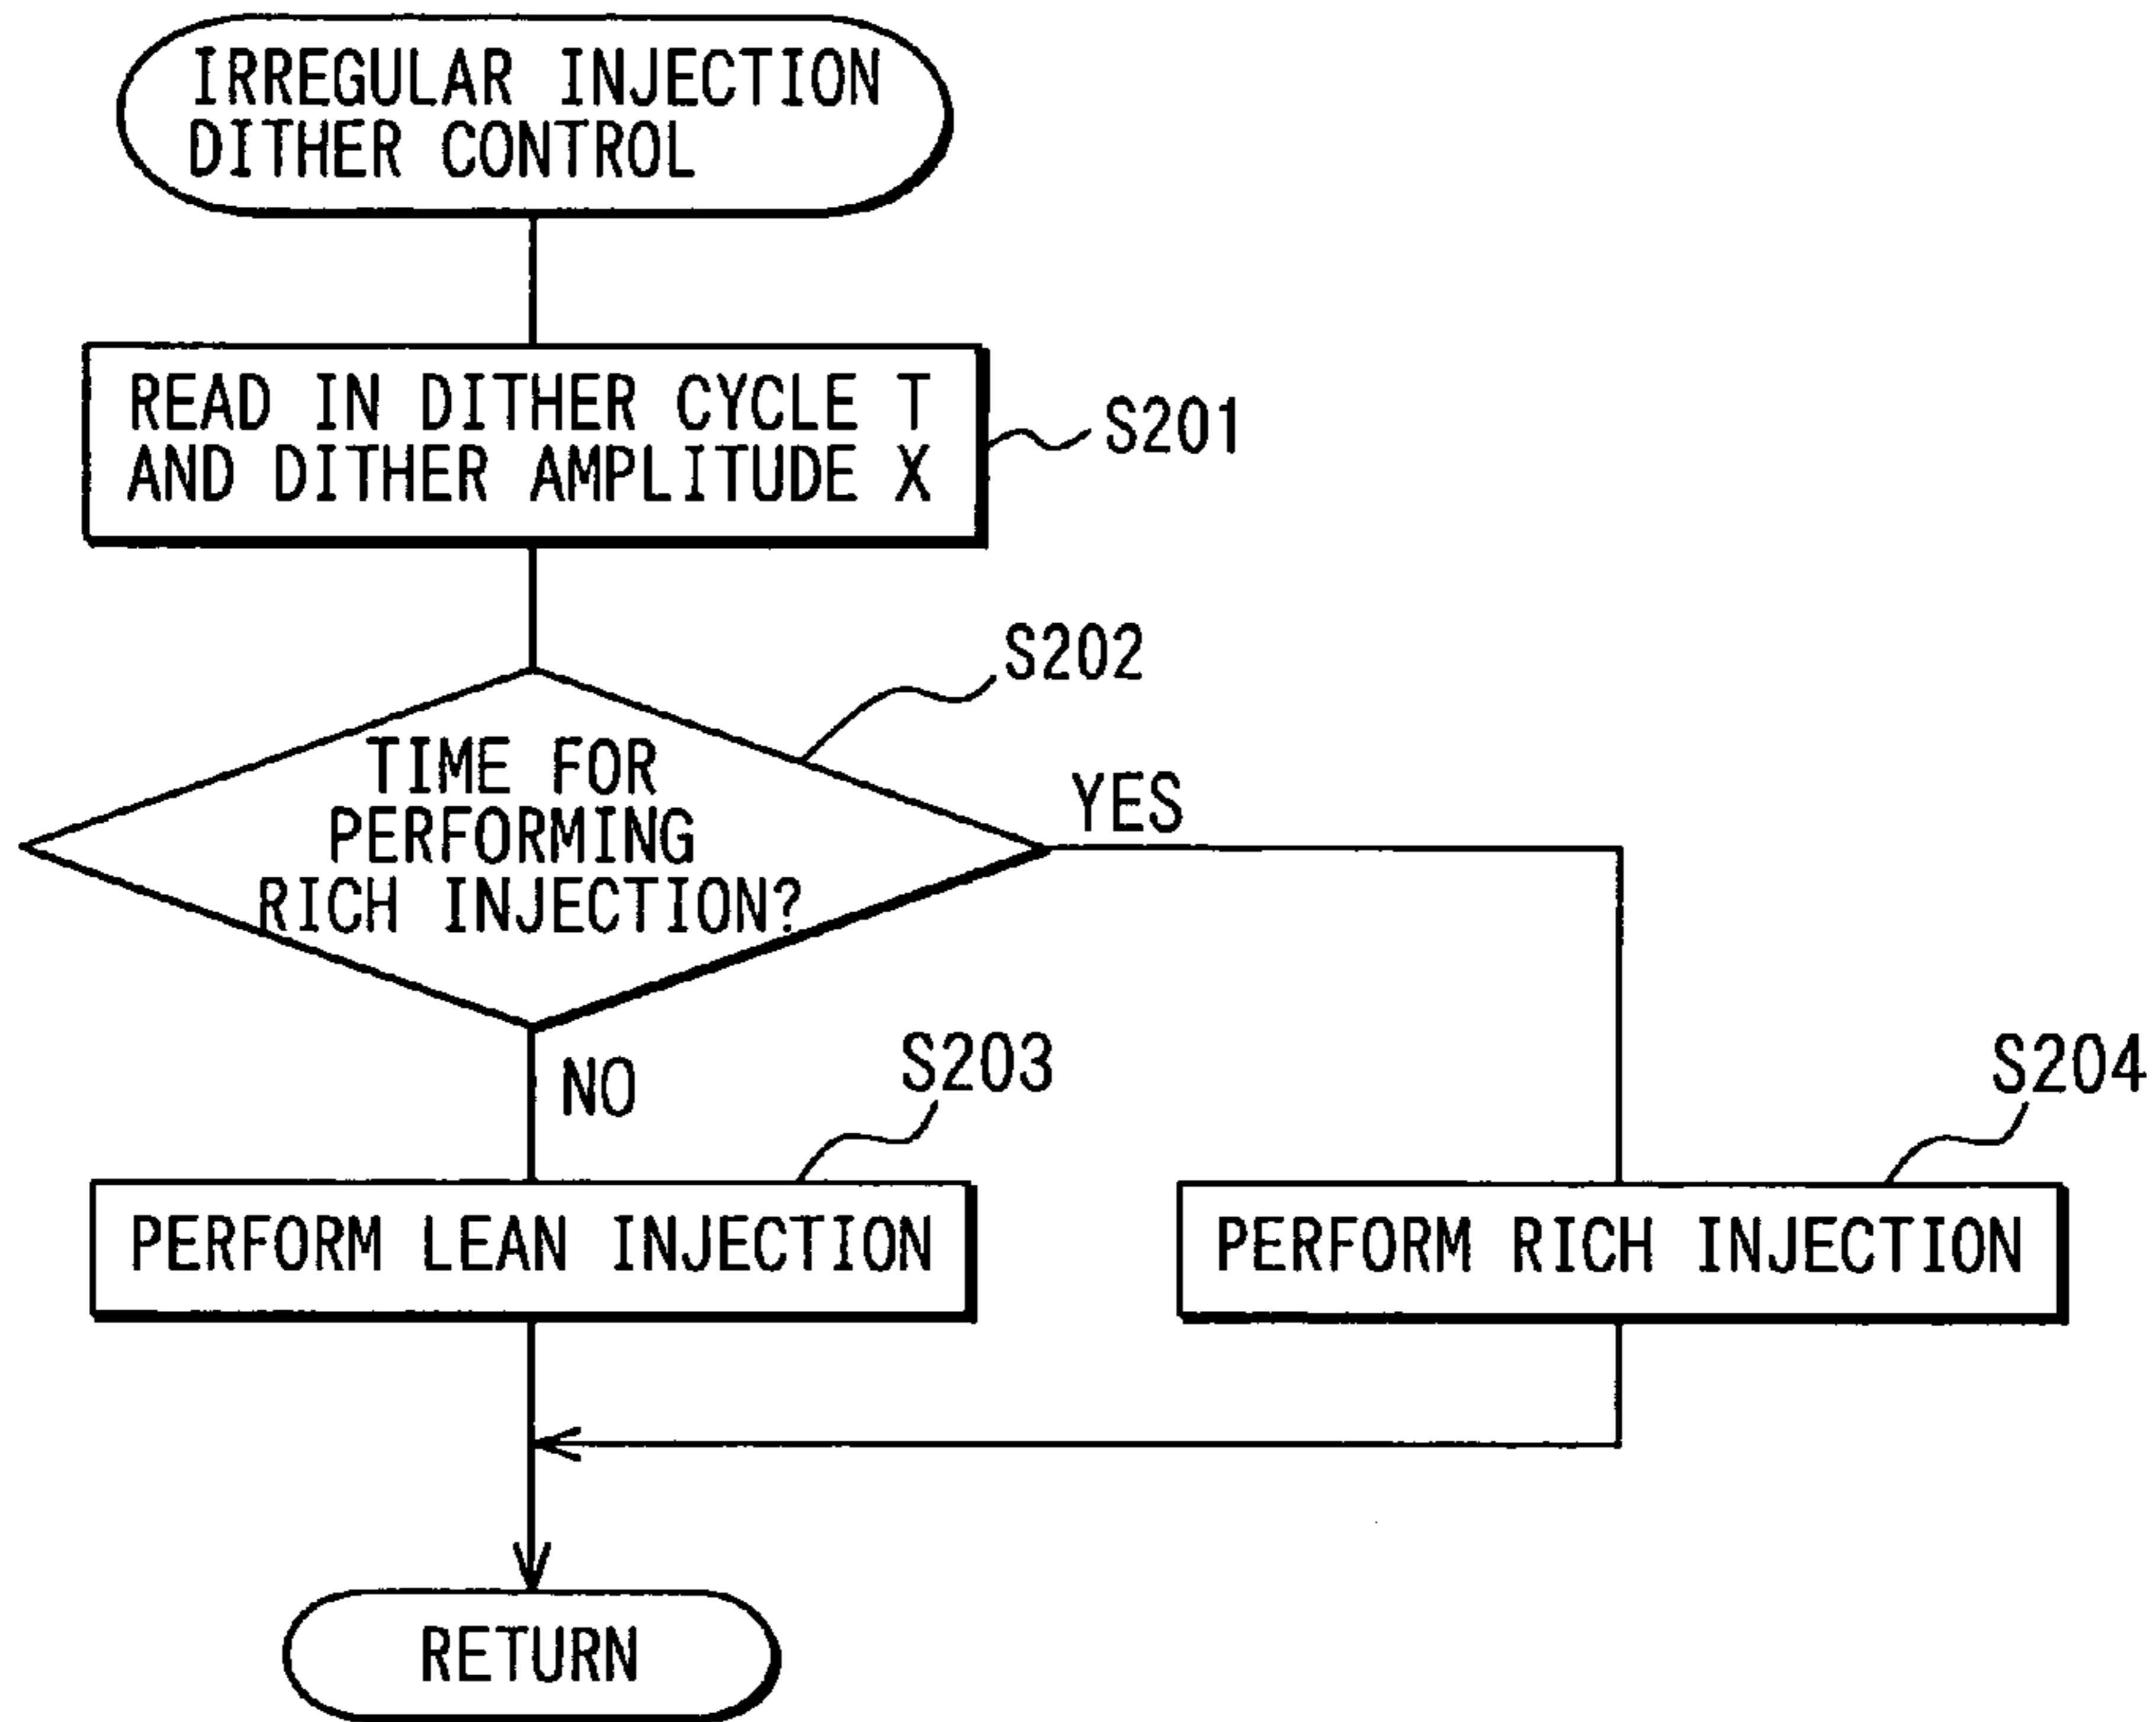 IRREGULAR INJECTION
DITHER CONTROL
READ IN DITHER CYCLE T
AND DITHER AMPLITUDE X
S201
S202
TIME FOR
PERFORMING
RICH INJECTION?
YES
NO
S203
S204
PERFORM LEAN INJECTION
PERFORM RICH INJECTION
RETURN